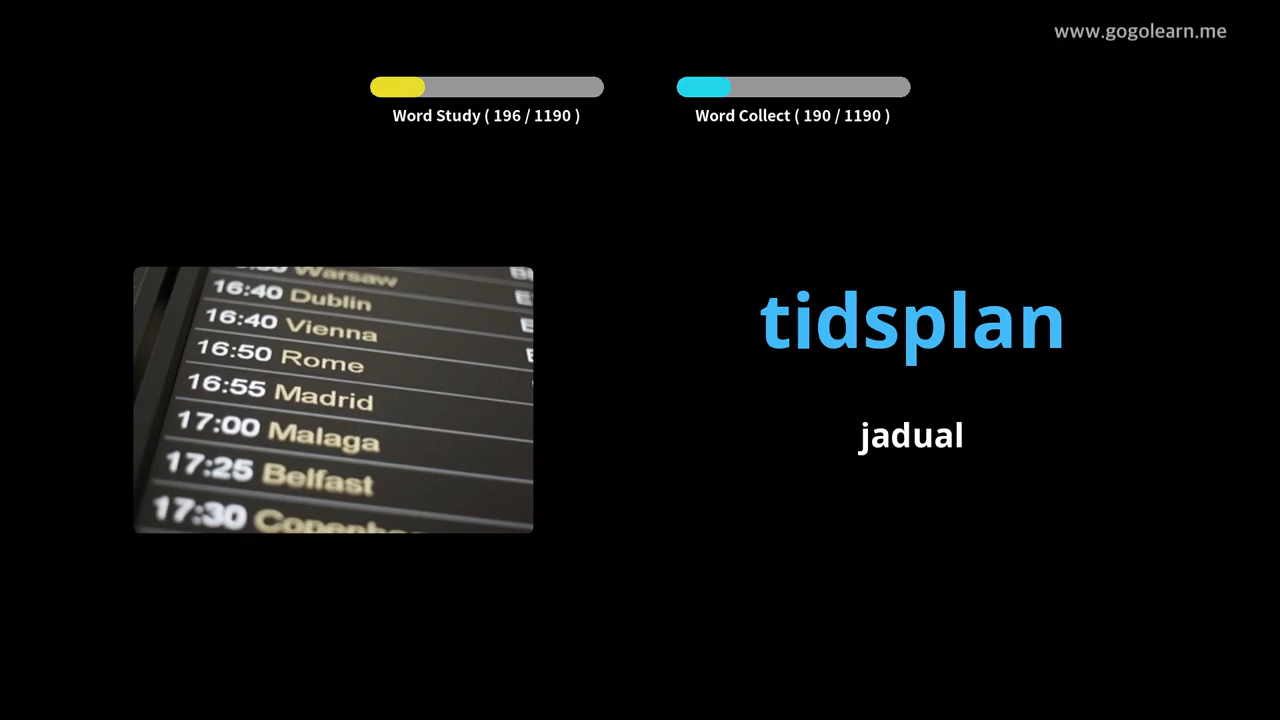 www.gogolearn.me
Word Study ( 196 / 1190 )
Word Collect ( 190 / 1190 )
Warsaw
16:40 Dublin
16:40 Vienna
16:50 Rome
16:55 Madrid
17:00 Malaga
17:25 Belfast
17:30
tidsplan
jadual